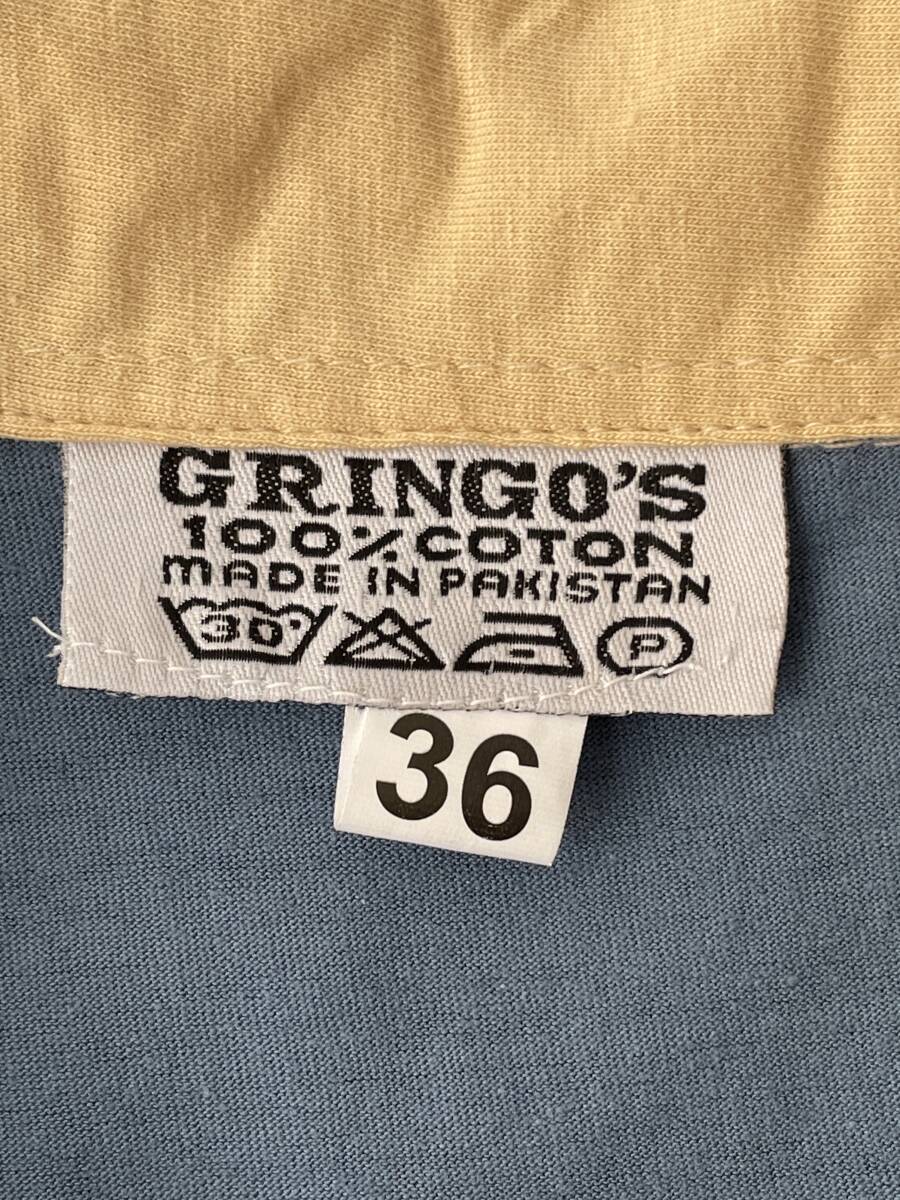 GRINGO'S
100% COTON
MADE IN PAKISTAN
30° P
36